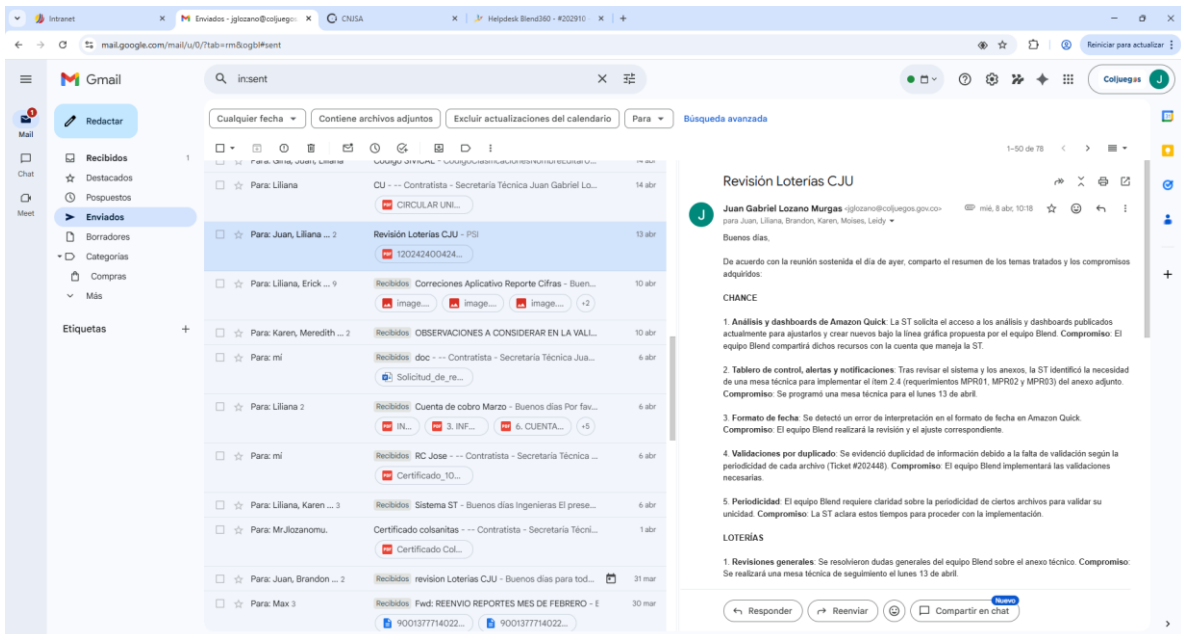 Intranet
Enviados - jglozano@coljuegos
CNJSA
Helpdesk Blend360 - #202910
mail.google.com/mail/u/0/?tab=rm&ogbl#sent
Reiniciar para actualizar
Gmail
in:sent
Coljuegos
J
1
Mail
Chat
Meet
Redactar
Recibidos 1
Destacados
Pospuestos
Enviados
Borradores
Categorías
Compras
Más
Etiquetas
Cualquier fecha
Contiene archivos adjuntos
Excluir actualizaciones del calendario
Para
Búsqueda avanzada
1–50 de 78
Para: Gina, Juan, Liliana
Para: Liliana CU - -- Contratista - Secretaria Técnica Juan Gabriel Lo... 14 abr
CIRCULAR UNI...
Para: Juan, Liliana ... 2 Revisión Loterías CJU - PSI 13 abr
120242400424...
Para: Liliana, Erick ... 9 Recibidos Correciones Aplicativo Reporte Cifras - Buen... 10 abr
image.... image.... image.... +2
Para: Karen, Meredith ... 2 Recibidos OBSERVACIONES A CONSIDERAR EN LA VALI... 10 abr
Para: mí Recibidos doc - -- Contratista - Secretaría Técnica Jua... 6 abr
Solicitud_de_re...
Para: Liliana 2 Recibidos Cuenta de cobro Marzo - Buenos días Por fav... 6 abr
IN... 3. INF... 6. CUENTA... +5
Para: mí Recibidos RC Jose - -- Contratista - Secretaría Técnica ... 6 abr
Certificado_10...
Para: Liliana, Karen ... 3 Recibidos Sistema ST - Buenos días Ingenieras El prese... 6 abr
Para: MrJlozanomu. Certificado colsanitas - -- Contratista - Secretaría Técni... 1 abr
Certificado Col...
Para: Juan, Brandon ... 2 Recibidos revision Loterias CJU - Buenos dias para tod... 31 mar
Para: Max 3 Recibidos Fwd: REENVIO REPORTES MES DE FEBRERO - E 30 mar
9001377714022... 9001377714022...
Revisión Loterías CJU
J
Juan Gabriel Lozano Murgas <jglozano@coljuegos.gov.co> mié, 8 abr, 10:18
para Juan, Liliana, Brandon, Karen, Moises, Leidy
Buenos días,
De acuerdo con la reunión sostenida el día de ayer, comparto el resumen de los temas tratados y los compromisos
adquiridos:
CHANCE
1. Análisis y dashboards de Amazon Quick: La ST solicita el acceso a los análisis y dashboards publicados
actualmente para ajustarlos y crear nuevos bajo la línea gráfica propuesta por el equipo Blend. Compromiso: El
equipo Blend compartirá dichos recursos con la cuenta que maneja la ST.
2. Tablero de control, alertas y notificaciones: Tras revisar el sistema y los anexos, la ST identificó la necesidad
de una mesa técnica para implementar el ítem 2.4 (requerimientos MPR01, MPR02 y MPR03) del anexo adjunto.
Compromiso: Se programó una mesa técnica para el lunes 13 de abril.
3. Formato de fecha: Se detectó un error de interpretación en el formato de fecha en Amazon Quick.
Compromiso: El equipo Blend realizará la revisión y el ajuste correspondiente.
4. Validaciones por duplicado: Se evidenció duplicidad de información debido a la falta de validación según la
periodicidad de cada archivo (Ticket #202448). Compromiso: El equipo Blend implementará las validaciones
necesarias.
5. Periodicidad: El equipo Blend requiere claridad sobre la periodicidad de ciertos archivos para validar su
unicidad. Compromiso: La ST aclara estos tiempos para proceder con la implementación.
LOTERÍAS
1. Revisiones generales: Se resolvieron dudas generales del equipo Blend sobre el anexo técnico. Compromiso:
Se realizará una mesa técnica de seguimiento el lunes 13 de abril.
Responder
Reenviar
Compartir en chat
Nuevo